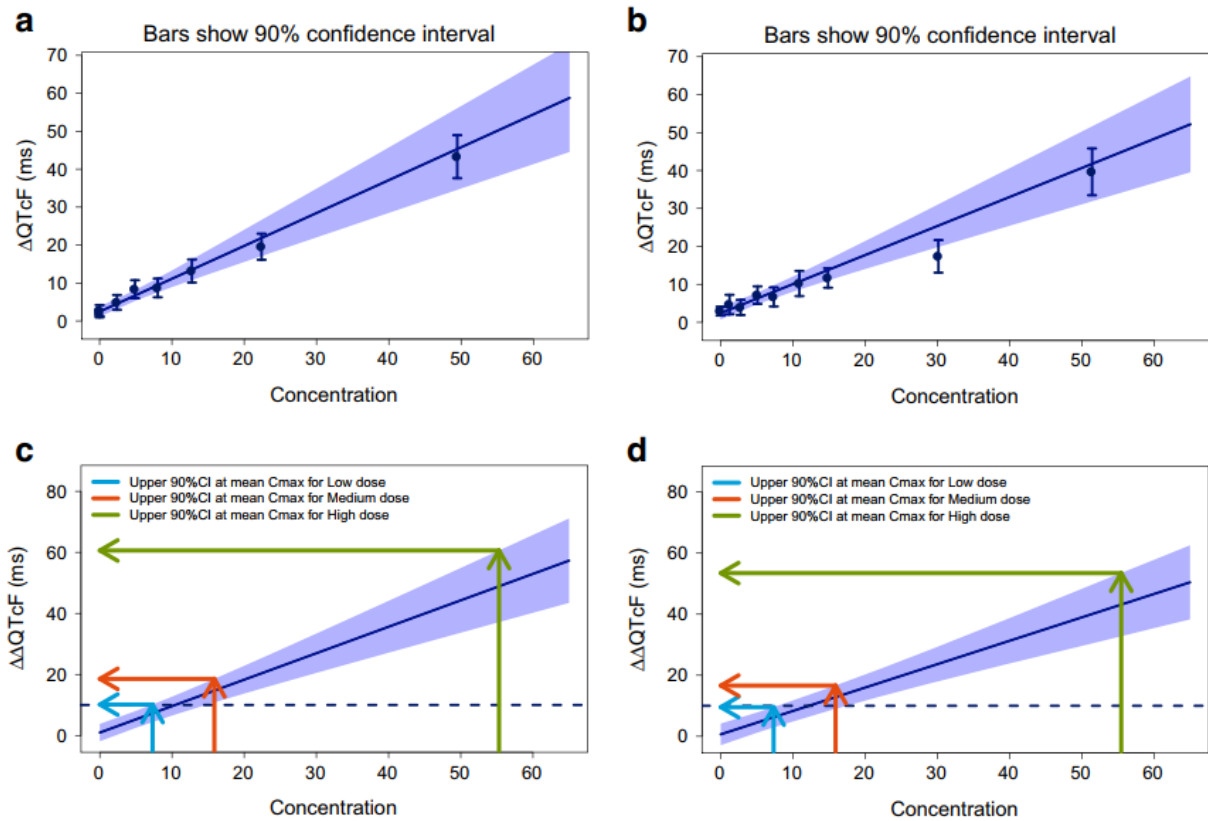 a
Bars show 90% confidence interval
ΔQTcF (ms)
70
60
50
40
30
20
10
0
0 10 20 30 40 50 60
Concentration
b
Bars show 90% confidence interval
ΔQTcF (ms)
70
60
50
40
30
20
10
0
0 10 20 30 40 50 60
Concentration
c
Upper 90%CI at mean Cmax for Low dose
Upper 90%CI at mean Cmax for Medium dose
Upper 90%CI at mean Cmax for High dose
ΔΔQTcF (ms)
80
60
40
20
0
0 10 20 30 40 50 60
Concentration
d
Upper 90%CI at mean Cmax for Low dose
Upper 90%CI at mean Cmax for Medium dose
Upper 90%CI at mean Cmax for High dose
ΔΔQTcF (ms)
80
60
40
20
0
0 10 20 30 40 50 60
Concentration